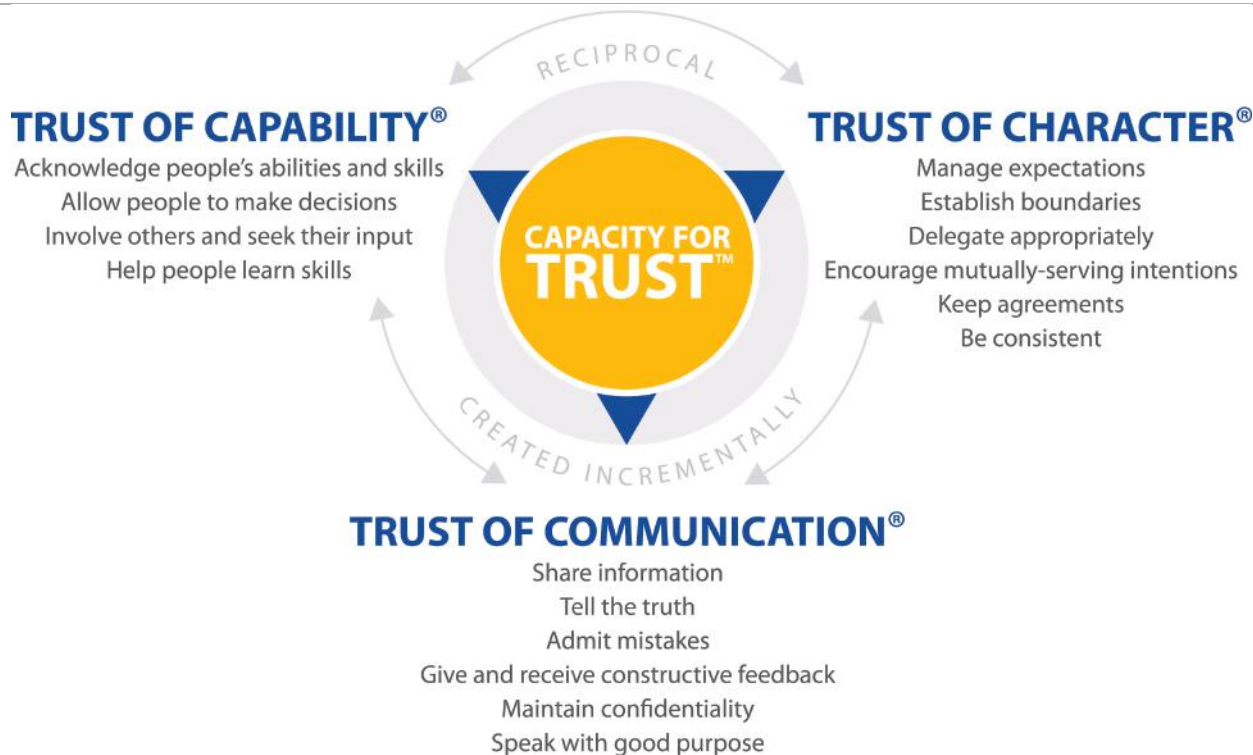 RECIPROCAL
TRUST OF CAPABILITY®
Acknowledge people's abilities and skills
Allow people to make decisions
Involve others and seek their input
Help people learn skills
TRUST OF CHARACTER®
Manage expectations
Establish boundaries
Delegate appropriately
Encourage mutually-serving intentions
Keep agreements
Be consistent
CAPACITY FOR
TRUST™
CREATED INCREMENTALLY
TRUST OF COMMUNICATION®
Share information
Tell the truth
Admit mistakes
Give and receive constructive feedback
Maintain confidentiality
Speak with good purpose